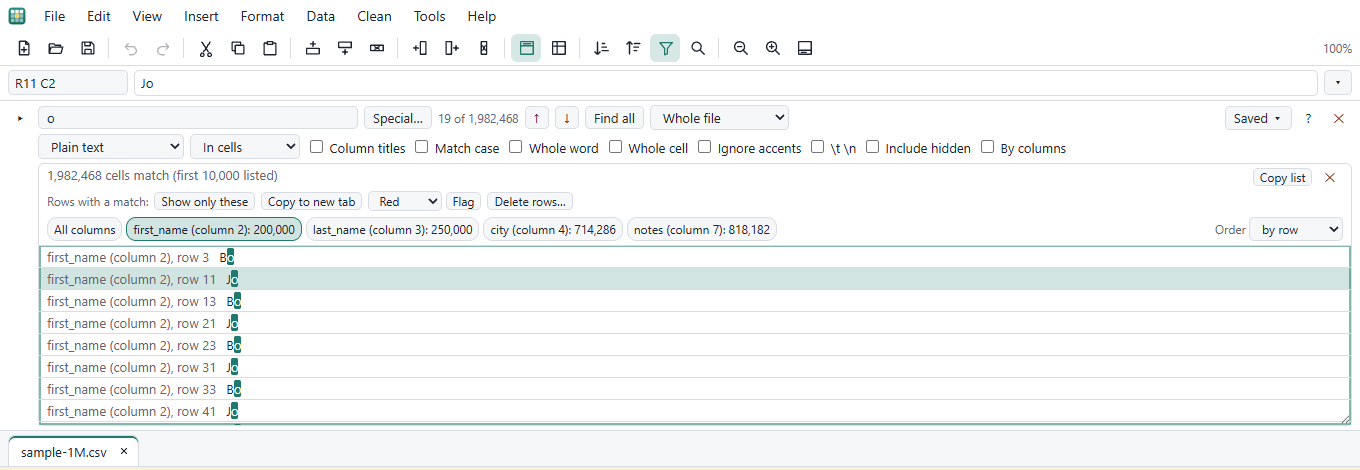 File Edit View Insert Format Data Clean Tools Help
100%
R11 C2 Jo
o Special... 19 of 1,982,468 ↑ ↓ Find all Whole file Saved ?
Plain text In cells Column titles Match case Whole word Whole cell Ignore accents \t \n Include hidden By columns
1,982,468 cells match (first 10,000 listed) Copy list
Rows with a match: Show only these Copy to new tab Red Flag Delete rows...
All columns first_name (column 2): 200,000 last_name (column 3): 250,000 city (column 4): 714,286 notes (column 7): 818,182 Order by row
first_name (column 2), row 3 Bo
first_name (column 2), row 11 Jo
first_name (column 2), row 13 Bo
first_name (column 2), row 21 Jo
first_name (column 2), row 23 Bo
first_name (column 2), row 31 Jo
first_name (column 2), row 33 Bo
first_name (column 2), row 41 Jo
sample-1M.csv ×